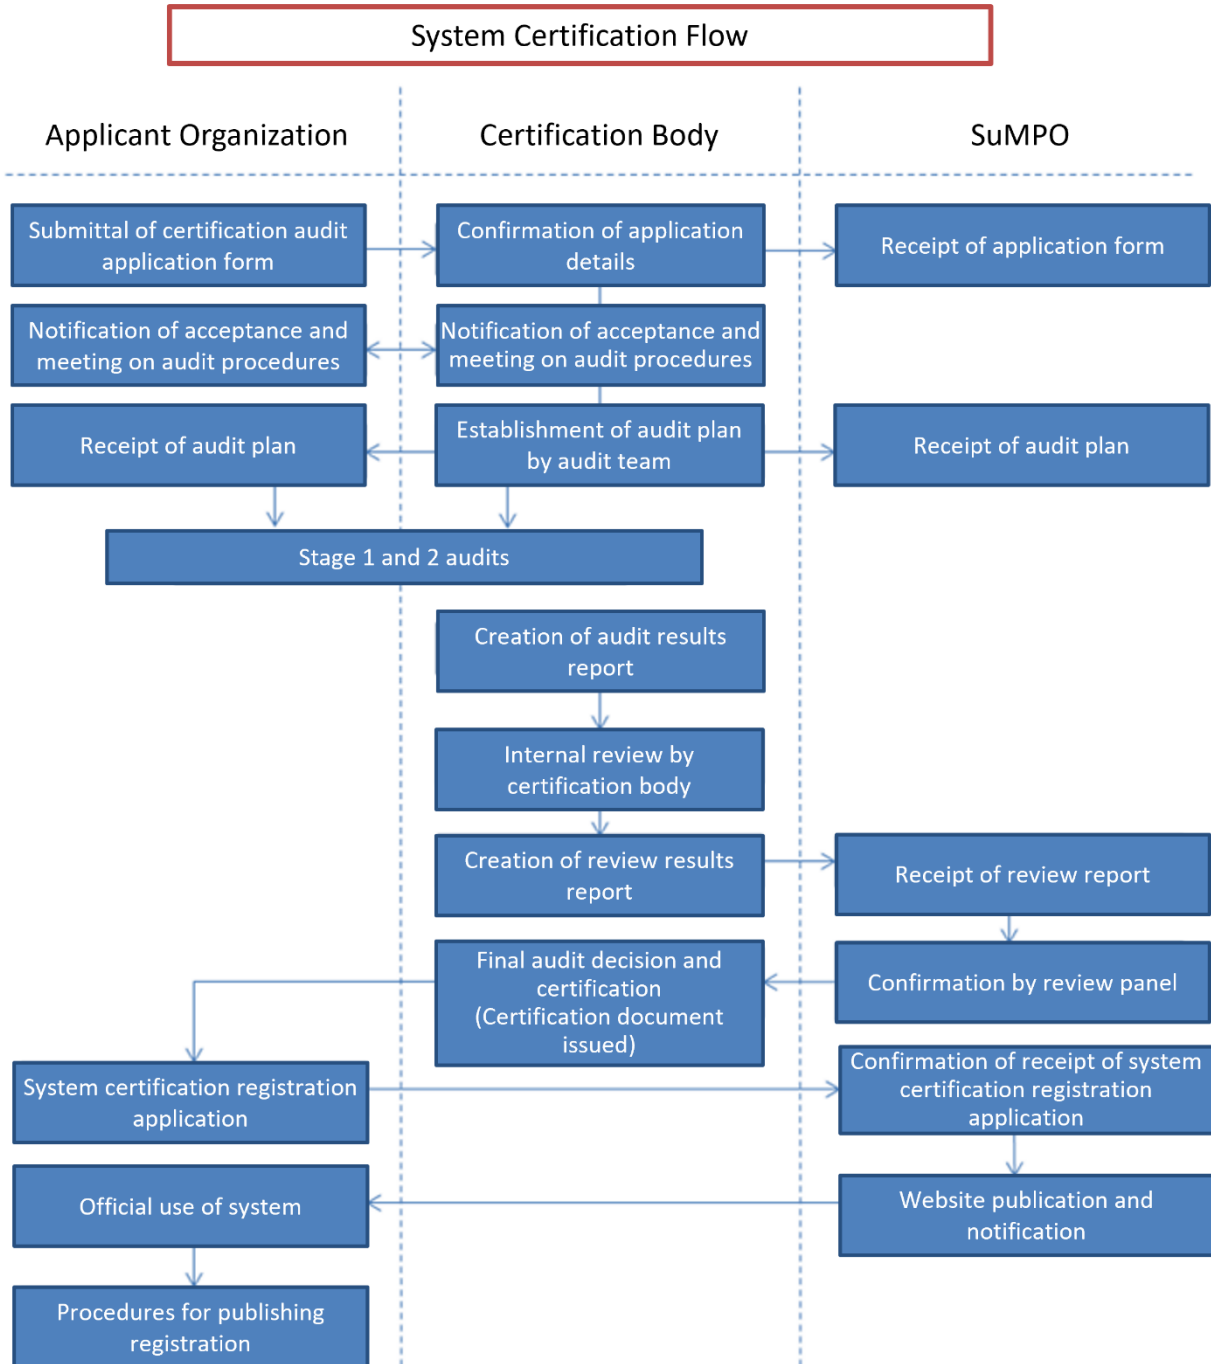 System Certification Flow
Applicant Organization
Certification Body
SuMPO
Submittal of certification audit
application form
Confirmation of application
details
Receipt of application form
Notification of acceptance and
meeting on audit procedures
Notification of acceptance and
meeting on audit procedures
Receipt of audit plan
Establishment of audit plan
by audit team
Receipt of audit plan
Stage 1 and 2 audits
Creation of audit results
report
Internal review by
certification body
Creation of review results
report
Receipt of review report
Final audit decision and
certification
(Certification document
issued)
Confirmation by review panel
System certification registration
application
Confirmation of receipt of system
certification registration
application
Official use of system
Website publication and
notification
Procedures for publishing
registration